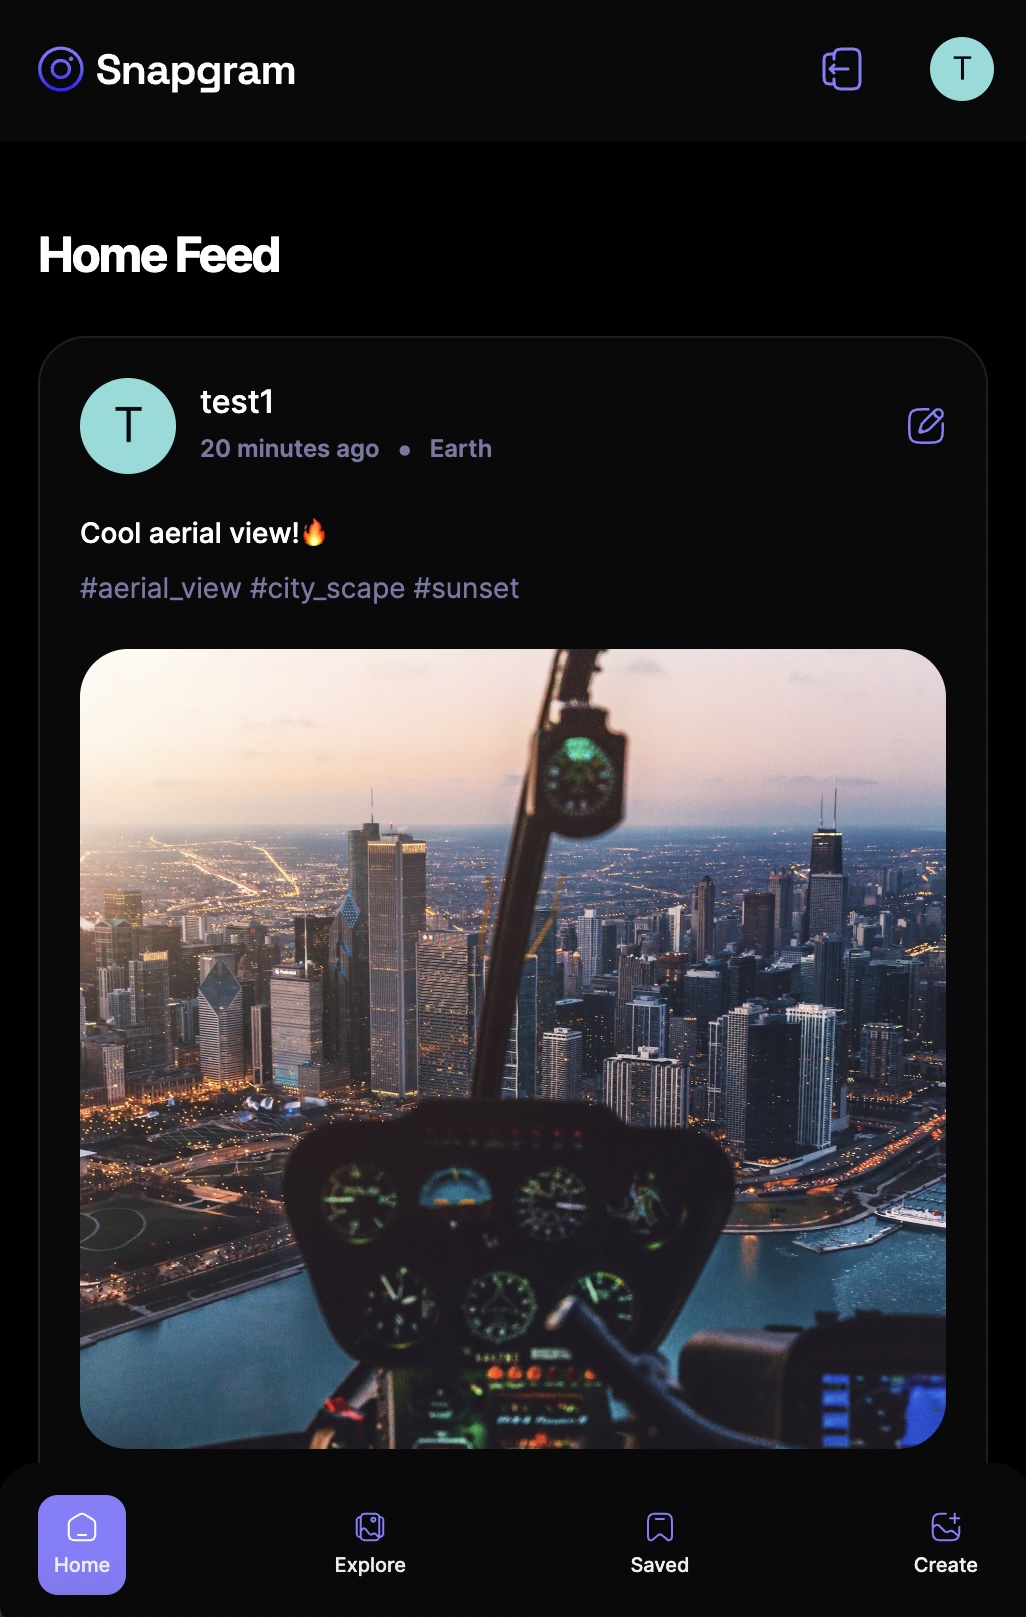 Snapgram
T
Home Feed
T
test1
20 minutes ago • Earth
Cool aerial view!🔥
#aerial_view #city_scape #sunset
Home
Explore
Saved
Create